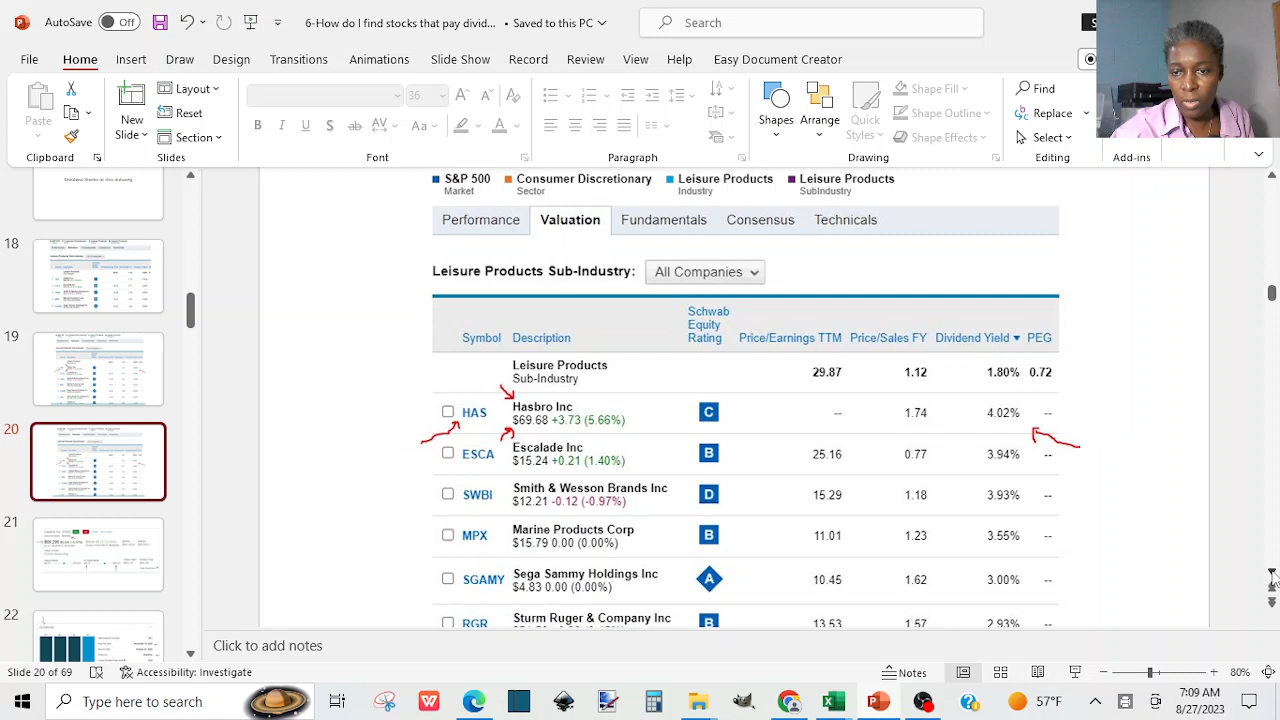 AutoSave Off 6-How do I find stocks that pay divid... - Saved to this PC Search
File Home Insert Draw Design Transitions Animations Slide Show Record Review View Help Easy Document Creator
Paste
Clipboard
New Slide
Layout
Reset
Section
Slides
36
B I U S AV Aa A
Font
Paragraph
Shapes Arrange Quick Styles
Shape Fill
Shape Outline
Shape Effects
Drawing
Find
Replace
Select
Editing
Add-ins
Dividend Stocks in this industry
18
19
20
21
22
S&P 500 Consumer Discretionary Leisure Products Leisure Products
Market Sector Industry SubIndustry
Performance Valuation Fundamentals Consensus Technicals
Leisure Products Sub-Industry: All Companies
Symbol Description Schwab Equity Rating Price/Earnings TTM Price/Sales FY Dividend Yield PEG
Leisure Products
Sub-Industry 29.87 1.12 1.80% 0.72
HAS Hasbro Inc C -- 1.74 4.02% --
$69.68 +3.73 (5.66%)
ESCA Escalade Inc B 0.77 3.94% --
$15.24 +0.21 (1.40%)
SWBI Smith & Wesson Brands Inc D 15.29 1.18 3.93% --
$12.21 -0.12 (-0.97%)
MPX Marine Products Corp B --
0.00 (0.00%)
SGAMY Sega Sammy Holdings Inc A 10.45 1.62 3.00% --
$4.83 0.00 (0.00%)
RGR Sturm Ruger & Company Inc B 13.53 1.37 2.93% --
Click to add notes
Slide 20 of 69 Accessibility: Investigate Notes 80%
Type here to search 57°F 7:09 AM
8/27/2023